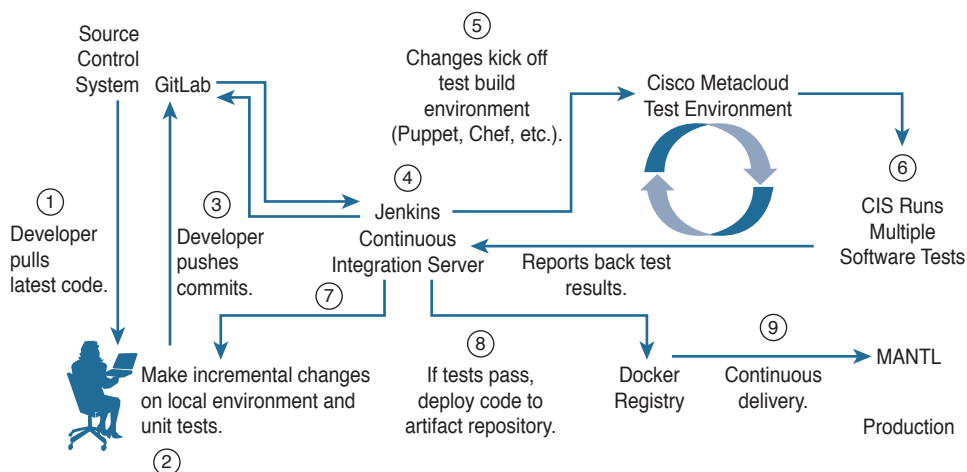 Source
Control
System GitLab
5
Changes kick off
test build
environment
(Puppet, Chef, etc.).
Cisco Metacloud
Test Environment
1
Developer
pulls
latest code.
3
Developer
pushes
commits.
4
Jenkins
Continuous
Integration Server
6
CIS Runs
Multiple
Software Tests
Reports back test
results.
7
Make incremental changes
on local environment and
unit tests.
2
8
If tests pass,
deploy code to
artifact repository.
Docker
Registry
9
Continuous
delivery.
MANTL
Production